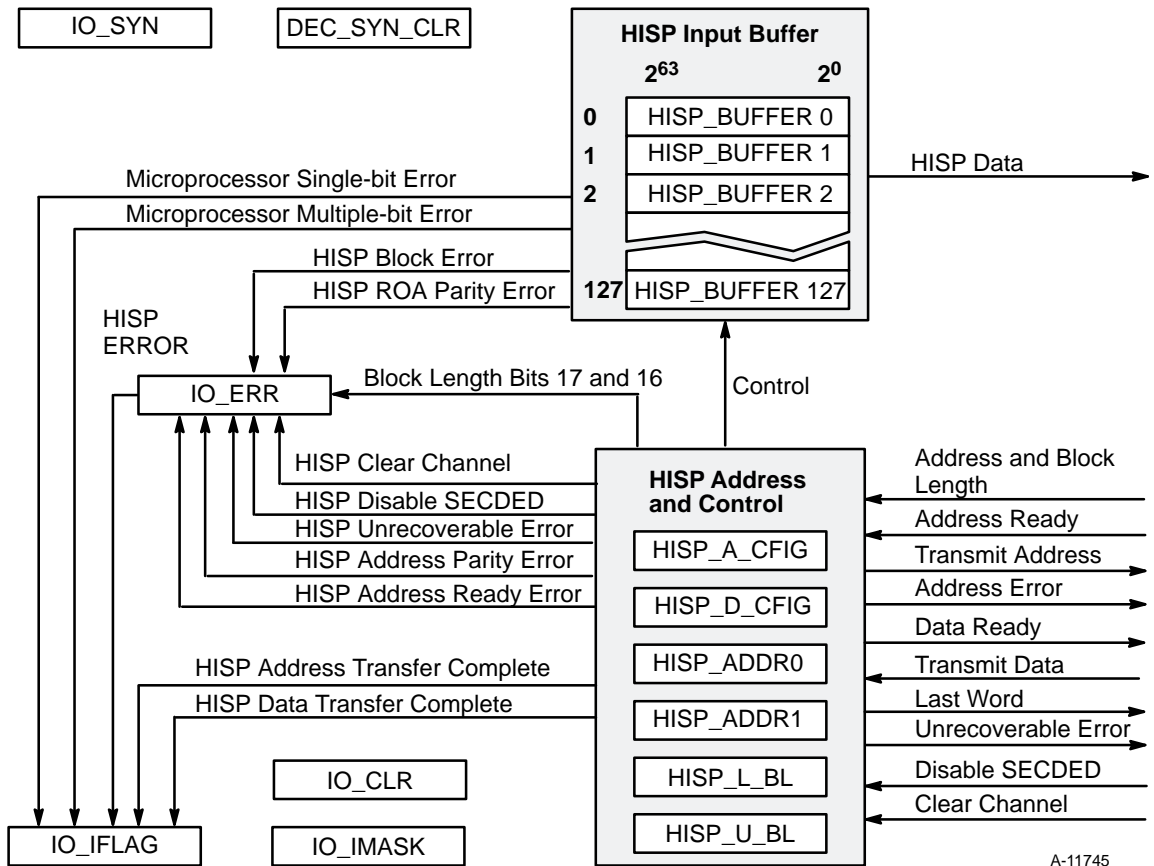 IO_SYN
DEC_SYN_CLR
HISP Input Buffer
2^63 2^0
0 HISP_BUFFER 0
1 HISP_BUFFER 1
2 HISP_BUFFER 2
127 HISP_BUFFER 127
HISP Data
Microprocessor Single-bit Error
Microprocessor Multiple-bit Error
HISP Block Error
HISP ROA Parity Error
HISP
ERROR
IO_ERR
Block Length Bits 17 and 16
Control
HISP Clear Channel
HISP Disable SECDED
HISP Unrecoverable Error
HISP Address Parity Error
HISP Address Ready Error
HISP Address Transfer Complete
HISP Data Transfer Complete
HISP Address
and Control
HISP_A_CFIG
HISP_D_CFIG
HISP_ADDR0
HISP_ADDR1
HISP_L_BL
HISP_U_BL
Address and Block
Length
Address Ready
Transmit Address
Address Error
Data Ready
Transmit Data
Last Word
Unrecoverable Error
Disable SECDED
Clear Channel
IO_CLR
IO_IFLAG
IO_IMASK
A-11745